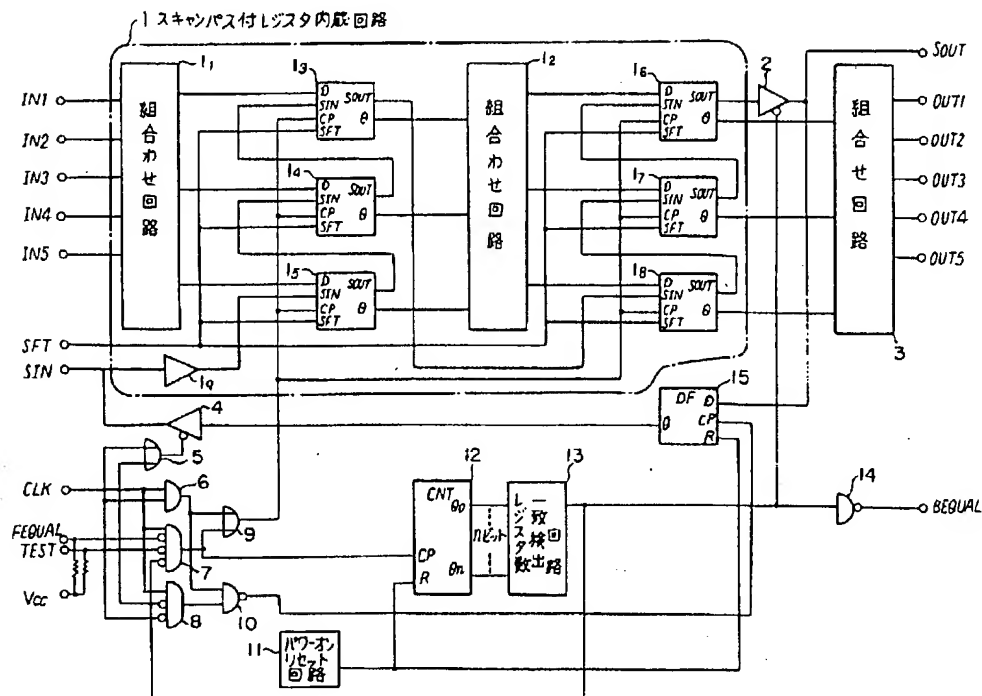 1 スキャンパス付レジスタ内蔵回路
1₁
組合わせ回路
1₃
D SOUT
SIN
CP Q
SFT
1₄
D SOUT
SIN
CP Q
SFT
1₅
D SOUT
SIN
CP Q
SFT
1₂
組合わせ回路
1₆
D SOUT
SIN
CP Q
SFT
1₇
D SOUT
SIN
CP Q
SFT
1₈
D SOUT
SIN
CP Q
SFT
2
組合せ回路
3
SOUT
OUT1
OUT2
OUT3
OUT4
OUT5
IN1
IN2
IN3
IN4
IN5
SFT
SIN
1₉
4
5
CLK
6
FEQUAL
TEST
7
Vcc
8
9
10
11
パワーオン
リセット
回路
12
CNT Q₀
nビット
CP
R Qn
13
レジスタ数
一致検出
回路
15
DF D
Q CP
R
14
BEQUAL